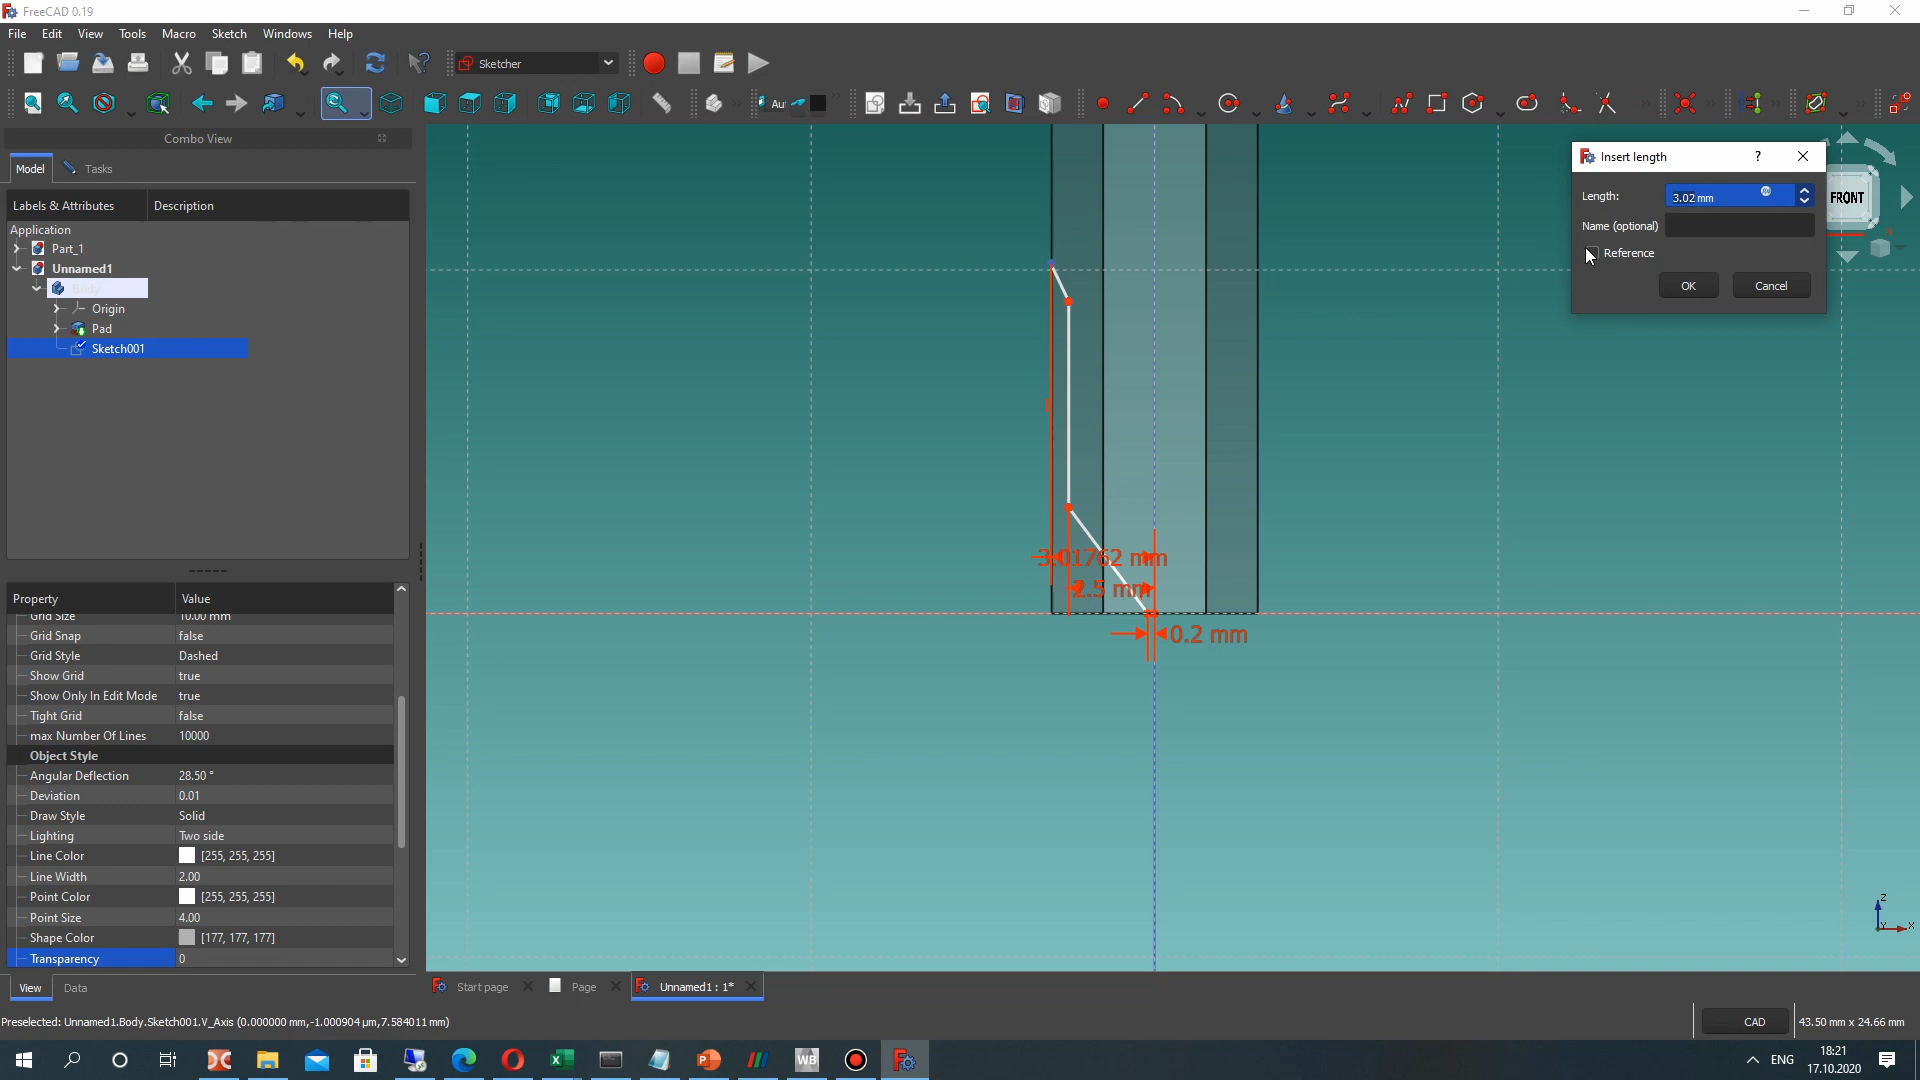 FreeCAD 0.19
File Edit View Tools Macro Sketch Windows Help
Sketcher
Aut
Combo View
Model Tasks
Labels & Attributes Description
Application
Part_1
Unnamed1
Origin
Pad
Sketch001
Property Value
Grid Size 10.00 mm
Grid Snap false
Grid Style Dashed
Show Grid true
Show Only In Edit Mode true
Tight Grid false
max Number Of Lines 10000
Object Style
Angular Deflection 28.50 °
Deviation 0.01
Draw Style Solid
Lighting Two side
Line Color [255, 255, 255]
Line Width 2.00
Point Color [255, 255, 255]
Point Size 4.00
Shape Color [177, 177, 177]
Transparency 0
View Data
3.01762 mm
2.5 mm
0.2 mm
Insert length
?
Length: 3.02 mm
Name (optional)
Reference
OK Cancel
FRONT
Z
Y
X
Start page Page Unnamed1 : 1*
Preselected: Unnamed1.Body.Sketch001.V_Axis (0.000000 mm,-1.000904 µm,7.584011 mm)
CAD 43.50 mm x 24.66 mm
WB
ENG
18:21
17.10.2020